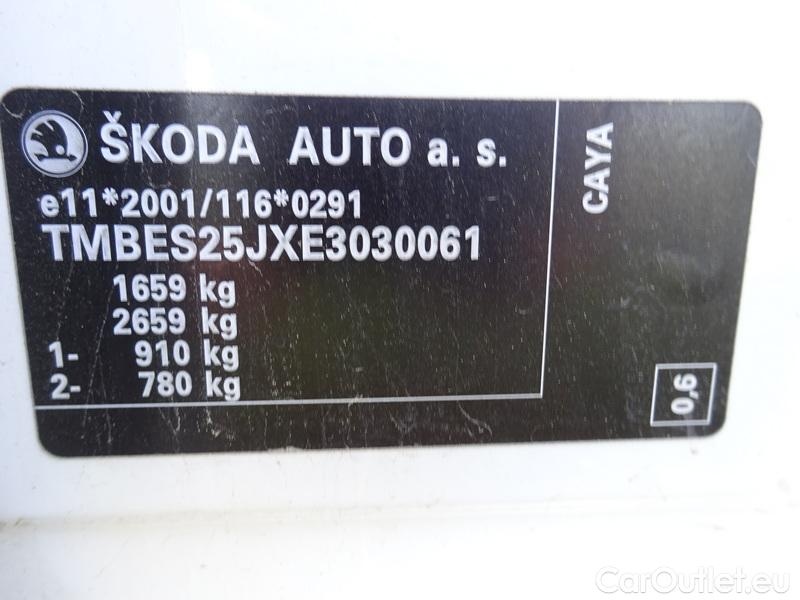 ŠKODA AUTO a. s.
e11*2001/116*0291
TMBES25JXE3030061
1659 kg
2659 kg
1- 910 kg
2- 780 kg
CAYA
0,6
CarOutlet.eu